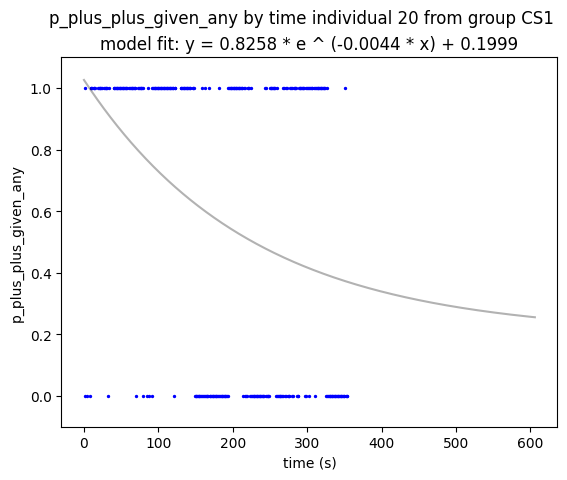 p_plus_plus_given_any by time individual 20 from group CS1
model fit: y = 0.8258 * e ^ (-0.0044 * x) + 0.1999
p_plus_plus_given_any
1.0
0.8
0.6
0.4
0.2
0.0
0 100 200 300 400 500 600
time (s)